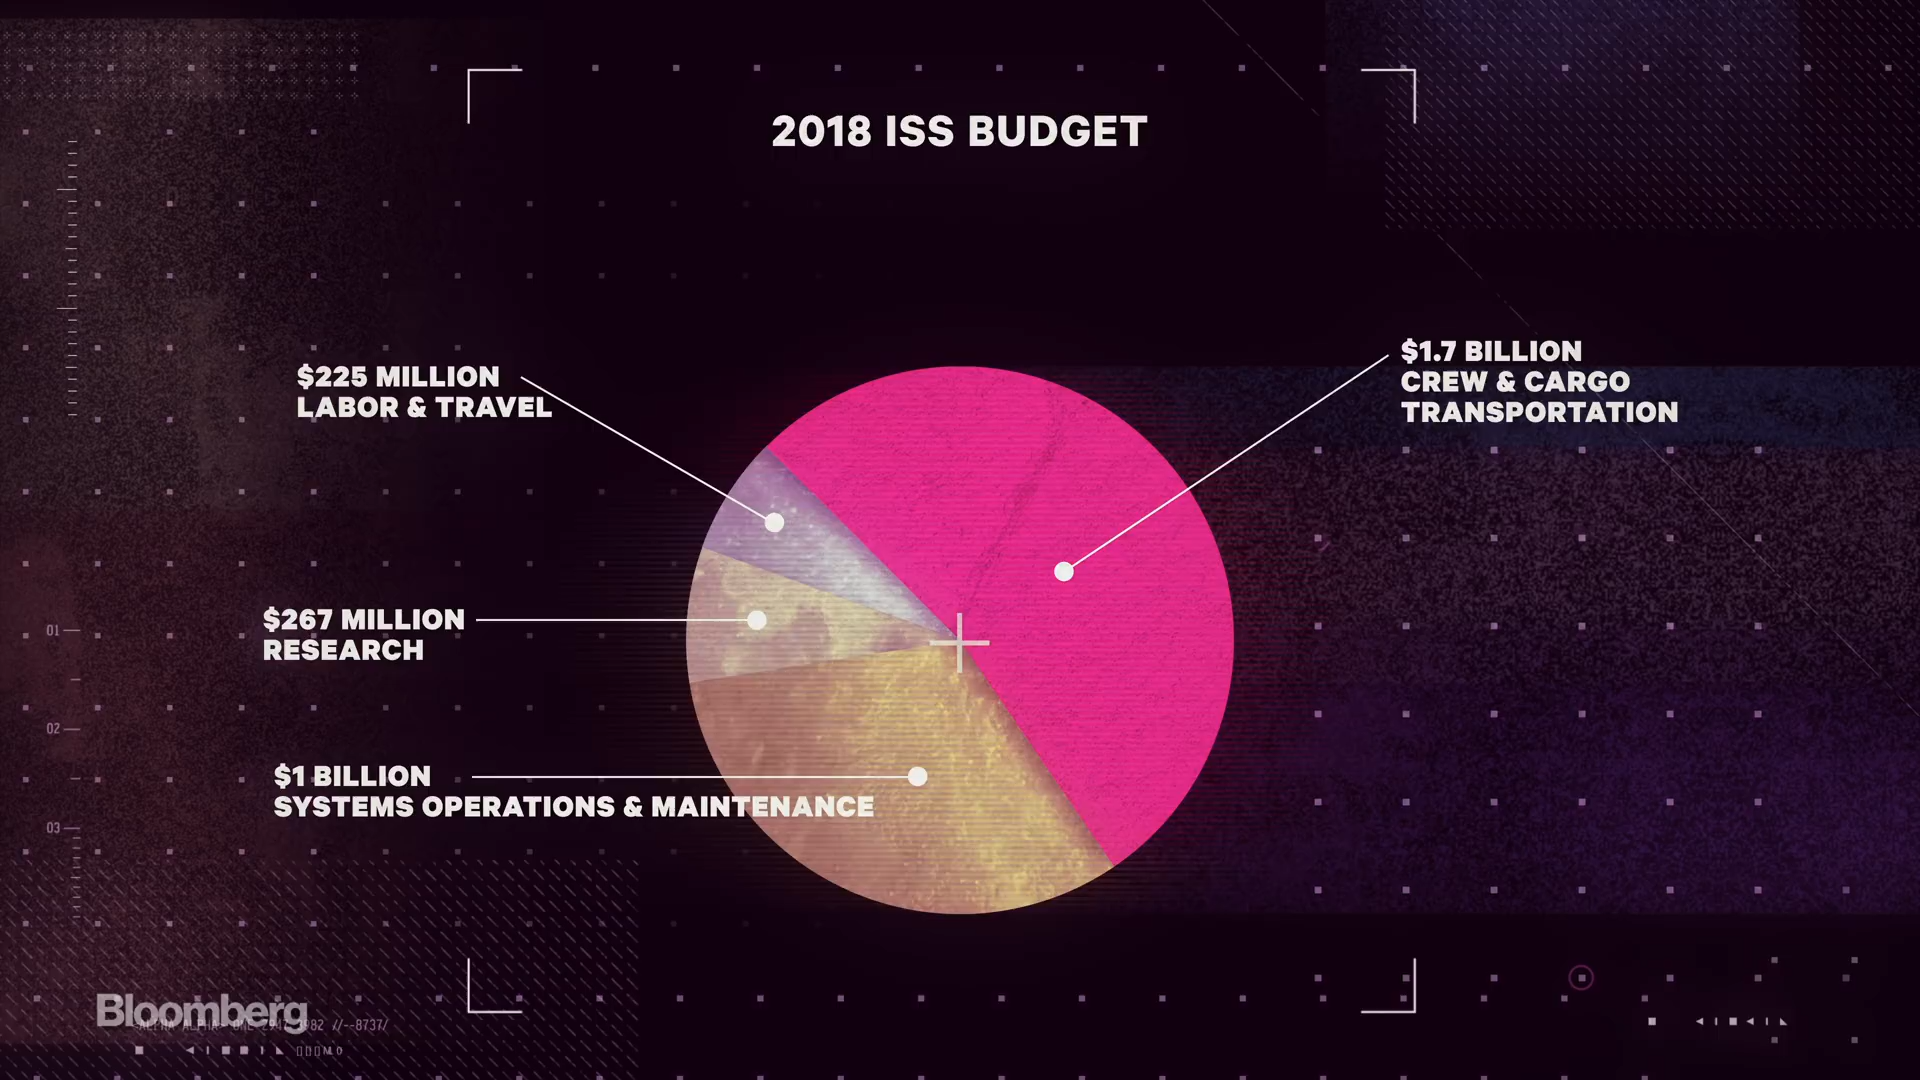 2018 ISS BUDGET
$225 MILLION
LABOR & TRAVEL
$1.7 BILLION
CREW & CARGO
TRANSPORTATION
$267 MILLION
RESEARCH
$1 BILLION
SYSTEMS OPERATIONS & MAINTENANCE
01
02
03
Bloomberg